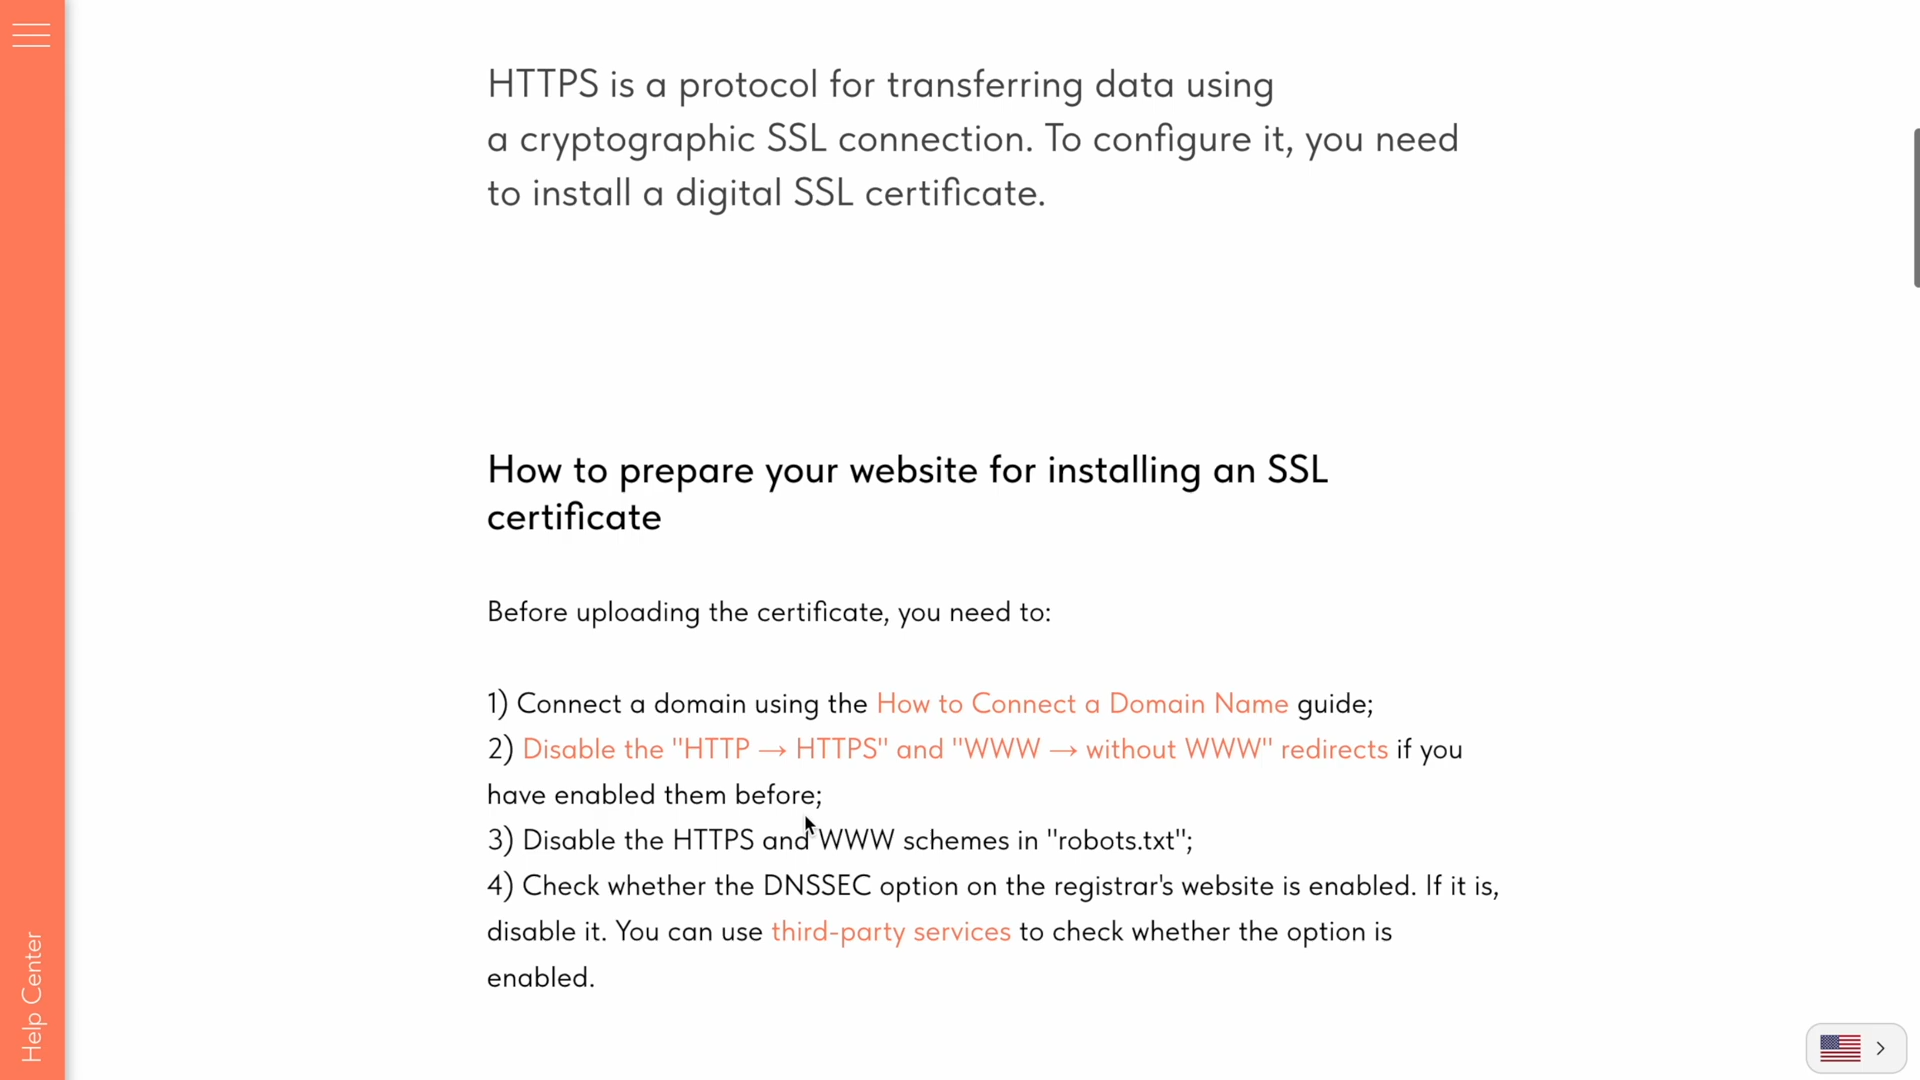 HTTPS is a protocol for transferring data using
a cryptographic SSL connection. To configure it, you need
to install a digital SSL certificate.
How to prepare your website for installing an SSL
certificate
Before uploading the certificate, you need to:
1) Connect a domain using the How to Connect a Domain Name guide;
2) Disable the "HTTP → HTTPS" and "WWW → without WWW" redirects if you
have enabled them before;
3) Disable the HTTPS and WWW schemes in "robots.txt";
4) Check whether the DNSSEC option on the registrar's website is enabled. If it is,
disable it. You can use third-party services to check whether the option is
enabled.
Help Center